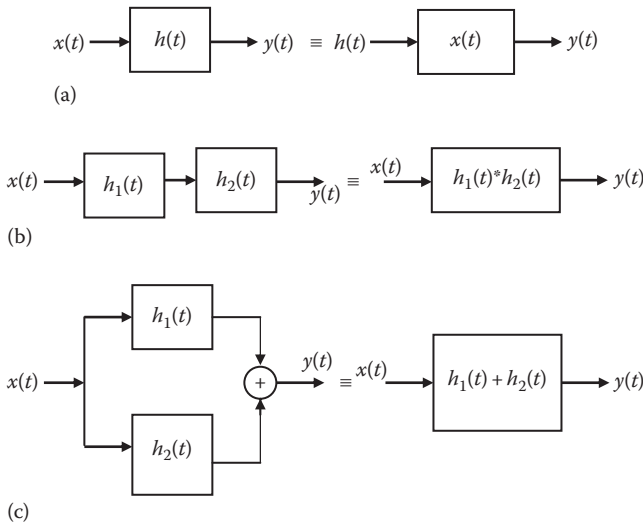 x(t) h(t) y(t) ≡ h(t) x(t) y(t)
(a)
x(t) h₁(t) h₂(t) y(t) ≡ x(t) h₁(t)*h₂(t) y(t)
(b)
h₁(t)
x(t) + y(t) ≡ x(t) h₁(t) + h₂(t) y(t)
h₂(t)
(c)